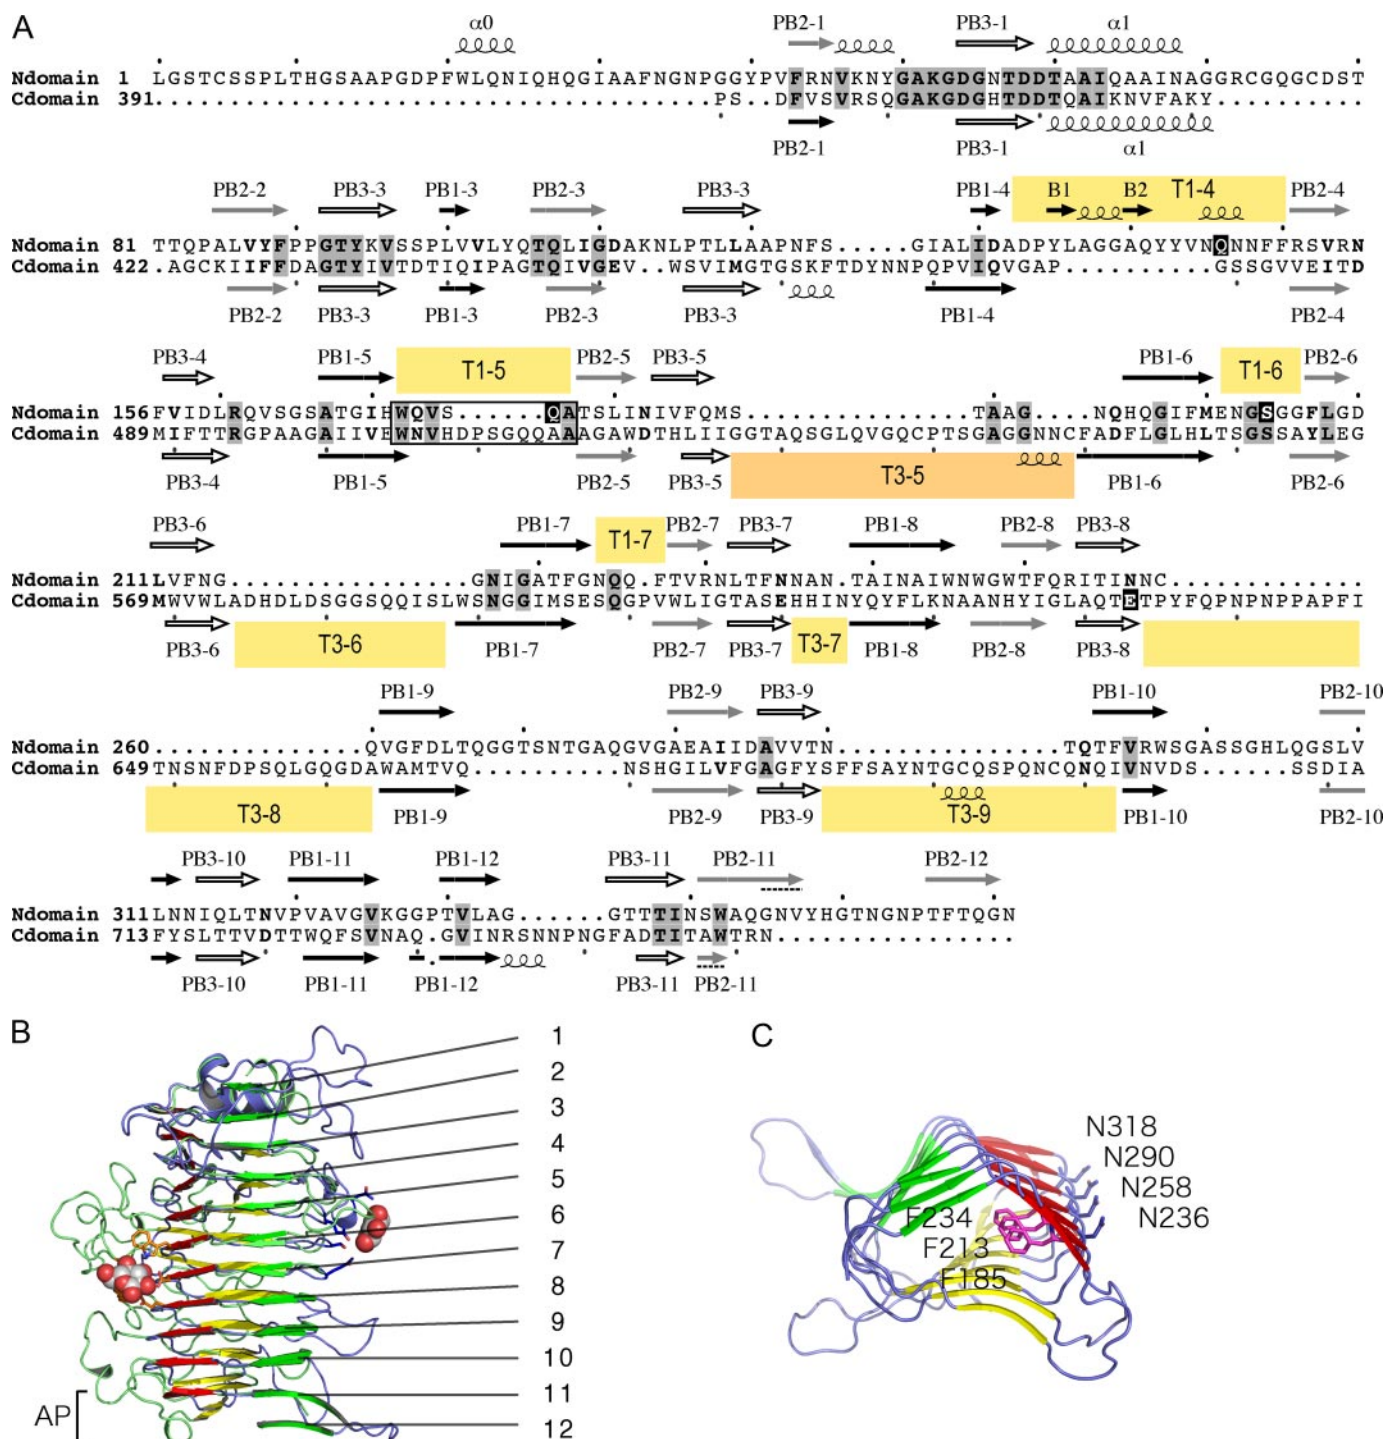 A
α0 PB2-1 PB3-1 α1
Ndomain 1 LGSTCSSPLTHGSAAPGDPFWLQNIQHQGIAAFNGNPGGYPVFRNVKNYGAKGDGNTDDTAAIQAAINAGGRCGQGCDST
Cdomain 391.....................................PS..DFVSVRSQGAKGDGHTDDTQAIKNVFAKY..........
PB2-1 PB3-1 α1
PB2-2 PB3-3 PB1-3 PB2-3 PB3-3 PB1-4 B1 B2 T1-4 PB2-4
Ndomain 81 TTQPALVYFPPGTYKVSSPLVVLYQTQLIGDAKNLPTLLAAPNFS.....GIALIDADPYLAGGAQYYVNQNNFFRSVRN
Cdomain 422.AGCKIIFFDAGTYIVTDTIQIPAGTQIVGEV..WSVIMGTGSKFTDYNNPQPVIQVGAP.........GSSGVVEITD
PB2-2 PB3-3 PB1-3 PB2-3 PB3-3 PB1-4 PB2-4
PB3-4 PB1-5 T1-5 PB2-5 PB3-5 PB1-6 T1-6 PB2-6
Ndomain 156 FVIDLRQVSGSATGIHWQVS......QATSLINIVFQMS................TAAG....NQHQGIFMENGSGGFLGD
Cdomain 489 MIFTTRGPAAGAIIVEWNVHDPSGQQAAAGAWDTHLIIGGTAQSGLQVGQCPTSGAGGNNCFADFLGLHLTSGSSAYLEG
PB3-4 PB1-5 PB2-5 PB3-5 T3-5 PB1-6 PB2-6
PB3-6 PB1-7 T1-7 PB2-7 PB3-7 PB1-8 PB2-8 PB3-8
Ndomain 211 LVFNG................GNIGATFGNQQ.FTVRNLTFNNAN.TAINAIWNWGWTFQRITINNC.............
Cdomain 569 MWVWLADHDLDSGGSQQISLWSNGGIMSESQGPVWLIGTASEHHINYQYFLKNAANHYIGLAQTETPYFQPNPNPPAPFI
PB3-6 T3-6 PB1-7 PB2-7 PB3-7 T3-7 PB1-8 PB2-8 PB3-8
PB1-9 PB2-9 PB3-9 PB1-10 PB2-10
Ndomain 260 ..............QVGFDLTQGGTSNTGAQGVGAEAIIDAVVTN................TQTFVRWSGASSGHLQGSLV
Cdomain 649 TNSNFDPSQLGQGDAWAMTVQ..........NSHGILVFGAGFYSFFSAYNTGCQSPQNCQNQIVNVDS......SSDIA
T3-8 PB1-9 PB2-9 PB3-9 T3-9 PB1-10 PB2-10
PB3-10 PB1-11 PB1-12 PB3-11 PB2-11 PB2-12
Ndomain 311 LNNIQLTNVPVAVGVKGGPTVLAG......GTTTINSWAQGNVYHGTNGNPTFTQGN
Cdomain 713 FYSLTTVDTTWQFSVNAQ.GVINRSNNPNGFADTITAWTRN................
PB3-10 PB1-11 PB1-12 PB3-11 PB2-11
B
1
2
3
4
5
6
7
8
9
10
11
12
AP
C
N318
N290
N258
N236
F234
F213
F185